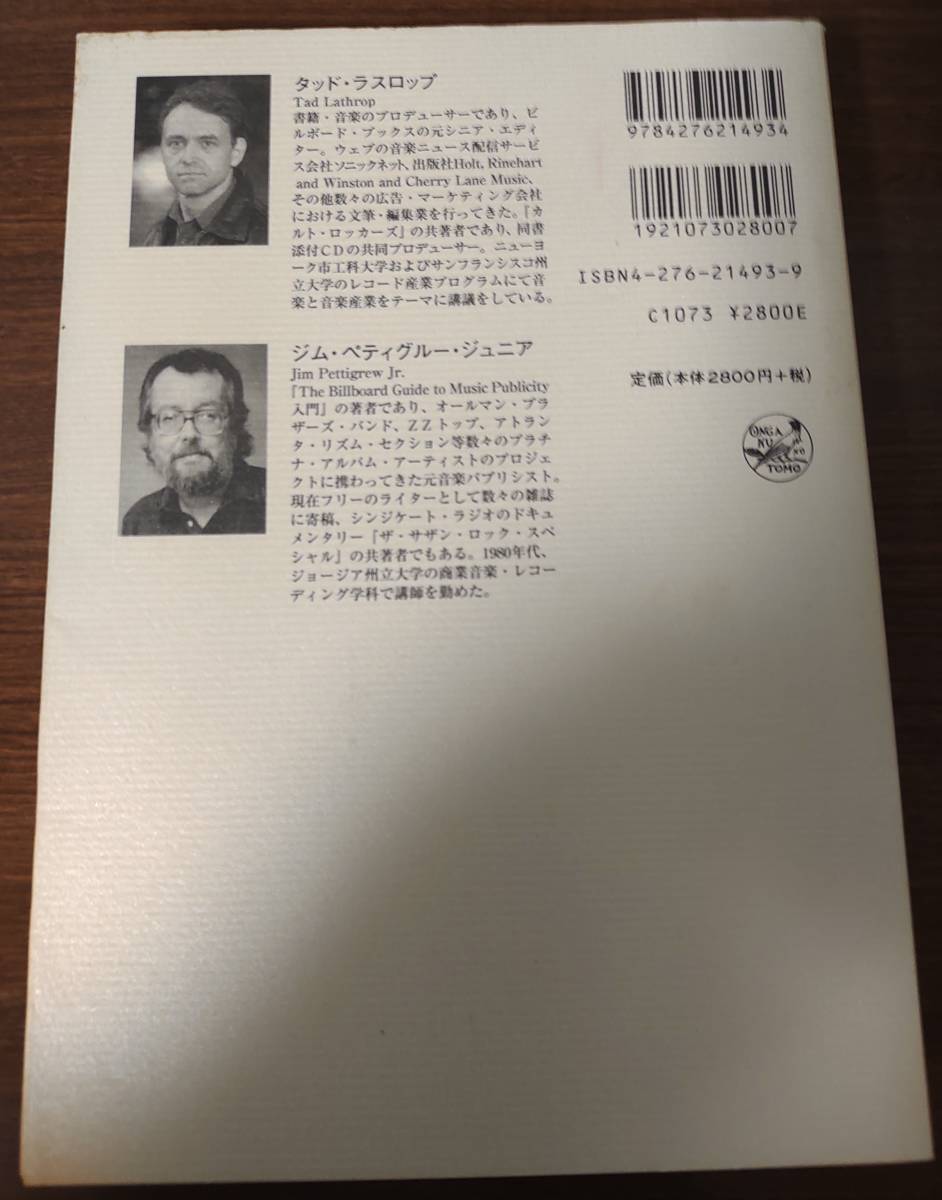 タッド・ラスロップ
Tad Lathrop
書籍・音楽のプロデューサーであり、ビ
ルボード・ブックスの元シニア・エディ
ター。ウェブの音楽ニュース配信サービ
ス会社ソニックネット、出版社Holt, Rinehart
and Winston and Cherry Lane Music、
その他数々の広告・マーケティング会社
における文筆・編集業を行ってきた。『カ
ルト・ロッカーズ』の共著者であり、同書
添付CDの共同プロデューサー。ニューヨ
ーク市工科大学およびサンフランシスコ州
立大学のレコード産業プログラムにて音
楽と音楽産業をテーマに講議をしている。
ジム・ペティグルー・ジュニア
Jim Pettigrew Jr.
『The Billboard Guide to Music Publicity
入門』の著者であり、オールマン・ブラ
ザーズ・バンド、ZZトップ、アトラン
タ・リズム・セクション等数々のプラチ
ナ・アルバム・アーティストのプロジェ
クトに携わってきた元音楽パブリシスト。
現在フリーのライターとして数々の雑誌
に寄稿、シンジケート・ラジオのドキュ
メンタリー『ザ・サザン・ロック・スペ
シャル』の共著者でもある。1980年代、
ジョージア州立大学の商業音楽・レコー
ディング学科で講師を勤めた。
9784276214934
1921073028007
ISBN4-276-21493-9
C1073 ¥2800E
定価(本体2800円+税)
ONGA
KU
NO
TOMO